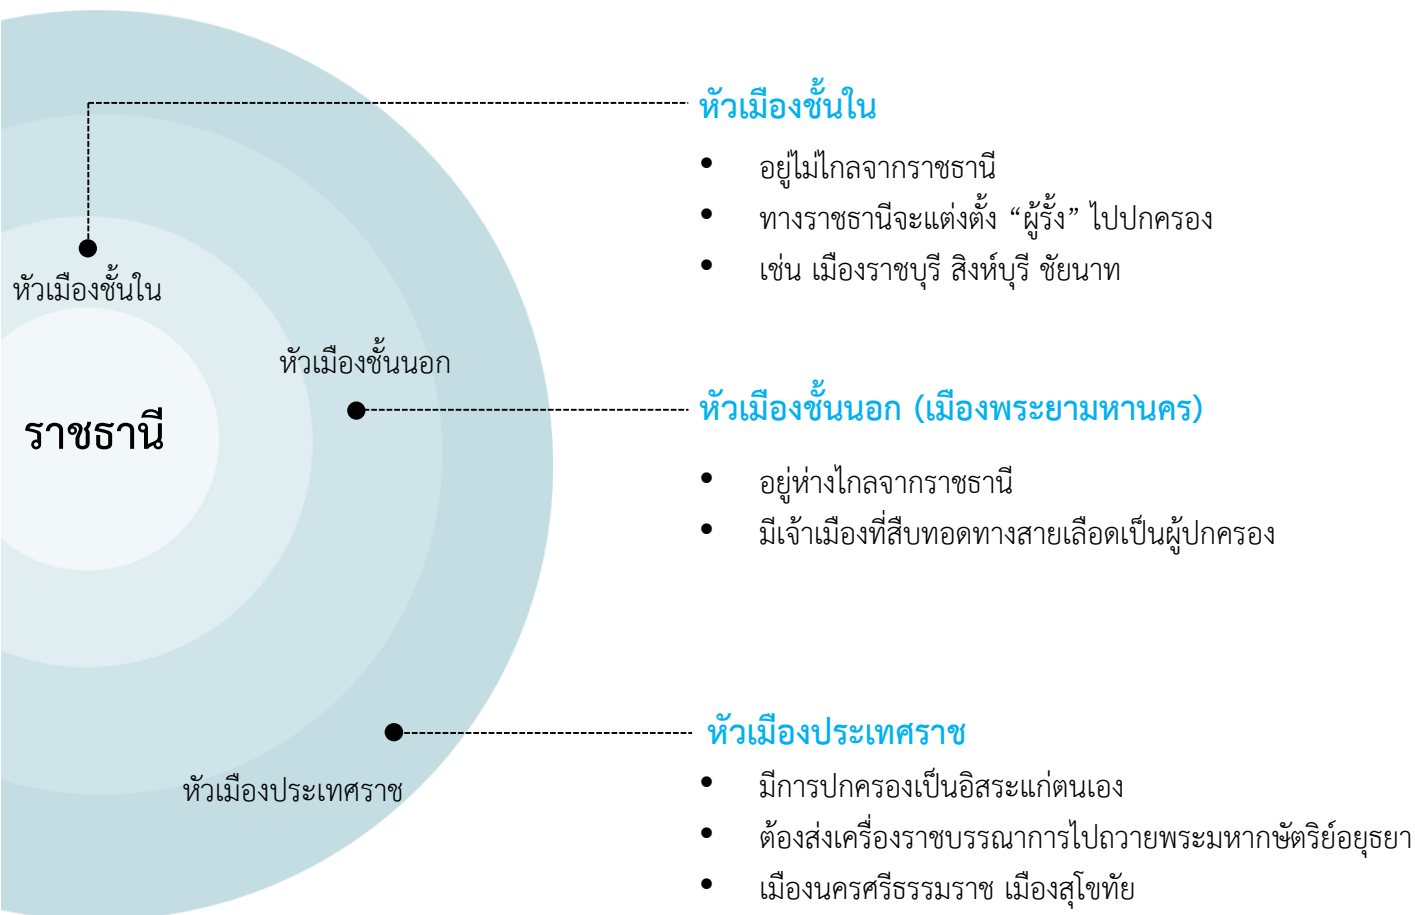 หัวเมืองชั้นใน
• อยู่ไม่ไกลจากราชธานี
• ทางราชธานีจะแต่งตั้ง “ผู้รั้ง” ไปปกครอง
• เช่น เมืองราชบุรี สิงห์บุรี ชัยนาท
หัวเมืองชั้นใน
หัวเมืองชั้นนอก
ราชธานี
หัวเมืองชั้นนอก (เมืองพระยามหานคร)
• อยู่ห่างไกลจากราชธานี
• มีเจ้าเมืองที่สืบทอดทางสายเลือดเป็นผู้ปกครอง
หัวเมืองประเทศราช
หัวเมืองประเทศราช
• มีการปกครองเป็นอิสระแก่ตนเอง
• ต้องส่งเครื่องราชบรรณาการไปถวายพระมหากษัตริย์อยุธยา
• เมืองนครศรีธรรมราช เมืองสุโขทัย